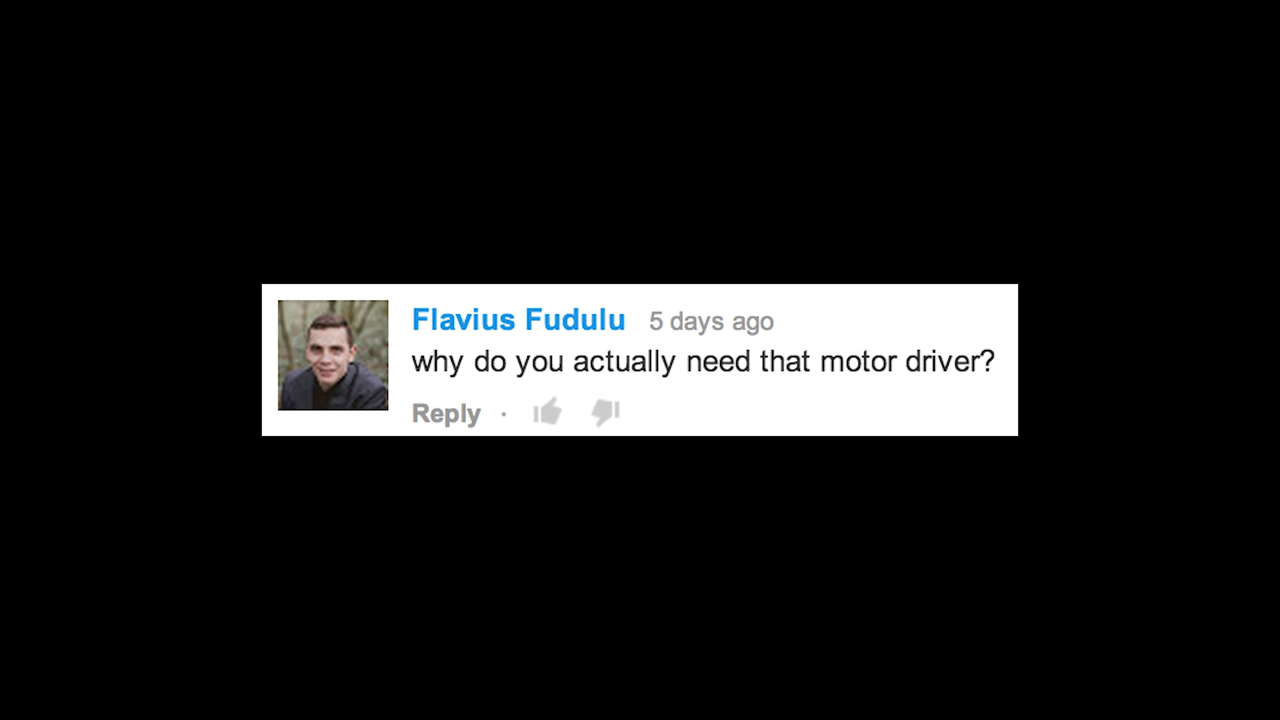 Flavius Fudulu 5 days ago
why do you actually need that motor driver?
Reply ·